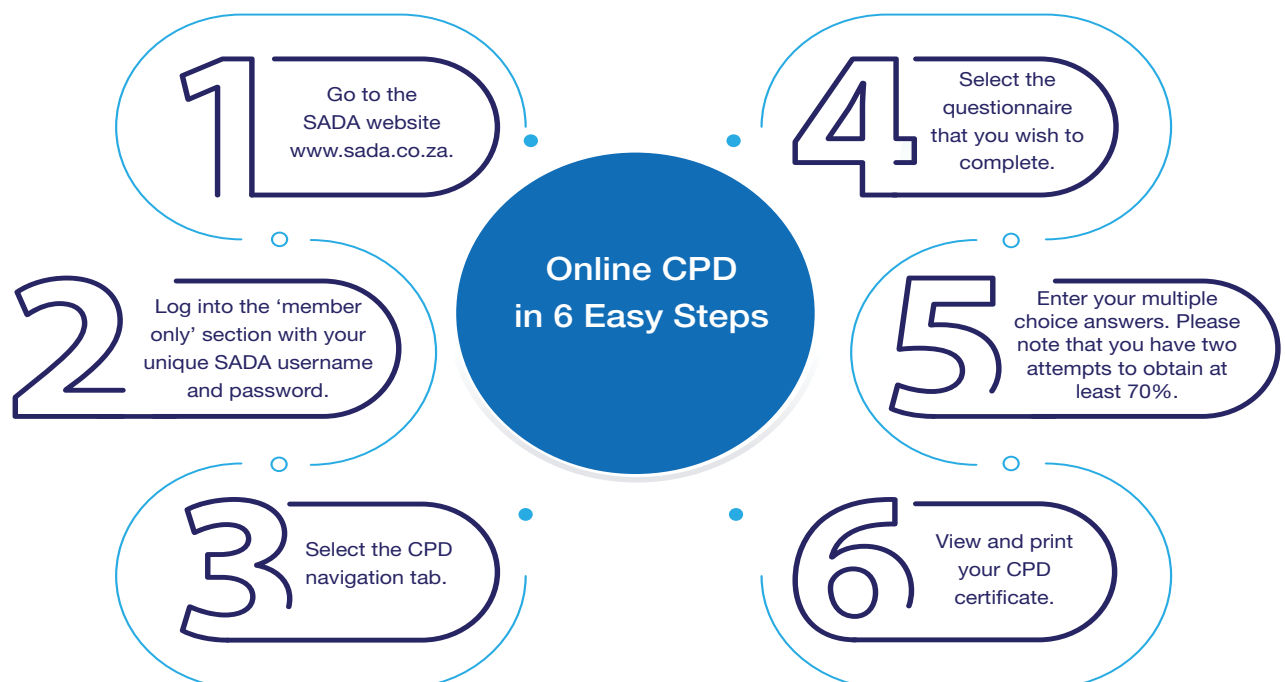 Online CPD
in 6 Easy Steps
1
Go to the
SADA website
www.sada.co.za.
2
Log into the ‘member
only’ section with your
unique SADA username
and password.
3
Select the CPD
navigation tab.
4
Select the
questionnaire
that you wish to
complete.
5
Enter your multiple
choice answers. Please
note that you have two
attempts to obtain at
least 70%.
6
View and print
your CPD
certificate.